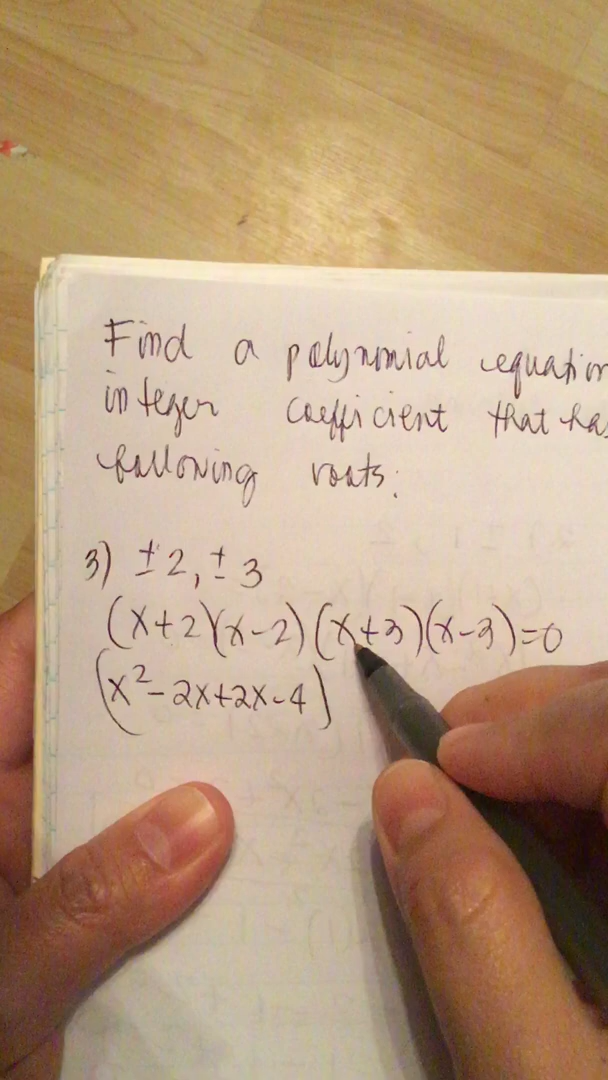 Find a polynomial equation
integer coefficient that has
following roots:
3) ± 2, ± 3
(x+2)(x-2)(x+3)(x-3)=0
(x²- 2x+2x-4)